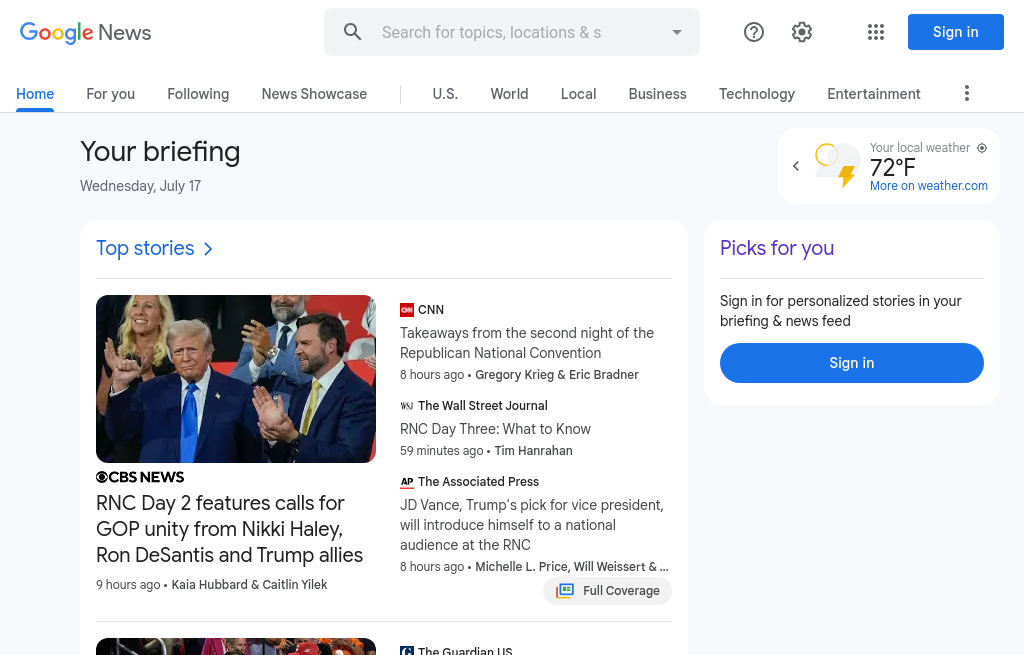 Google News
Search for topics, locations & s
Sign in
Home
For you
Following
News Showcase
U.S.
World
Local
Business
Technology
Entertainment
Your briefing
Wednesday, July 17
Your local weather
72°F
More on weather.com
Top stories
CBS NEWS
RNC Day 2 features calls for
GOP unity from Nikki Haley,
Ron DeSantis and Trump allies
9 hours ago • Kaia Hubbard & Caitlin Yilek
CNN
CNN
Takeaways from the second night of the
Republican National Convention
8 hours ago • Gregory Krieg & Eric Bradner
WSJ
The Wall Street Journal
RNC Day Three: What to Know
59 minutes ago • Tim Hanrahan
AP
The Associated Press
JD Vance, Trump's pick for vice president,
will introduce himself to a national
audience at the RNC
8 hours ago • Michelle L. Price, Will Weissert & ...
Full Coverage
The Guardian US
Picks for you
Sign in for personalized stories in your
briefing & news feed
Sign in